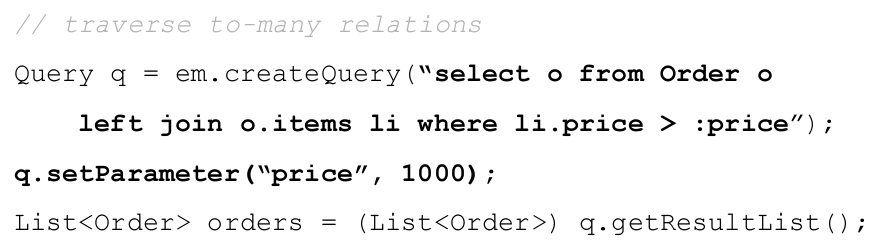 // traverse to-many relations
Query q = em.createQuery(“select o from Order o
left join o.items li where li.price > :price”);
q.setParameter(“price”, 1000);
List<Order> orders = (List<Order>) q.getResultList();